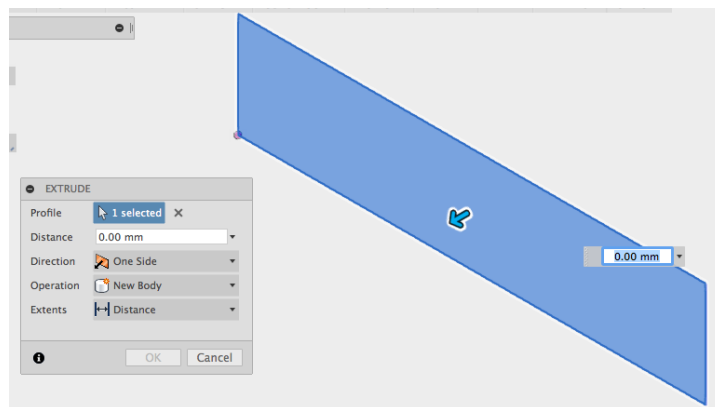 EXTRUDE
Profile 1 selected
Distance 0.00 mm
Direction One Side
Operation New Body
Extents Distance
OK Cancel
0.00 mm